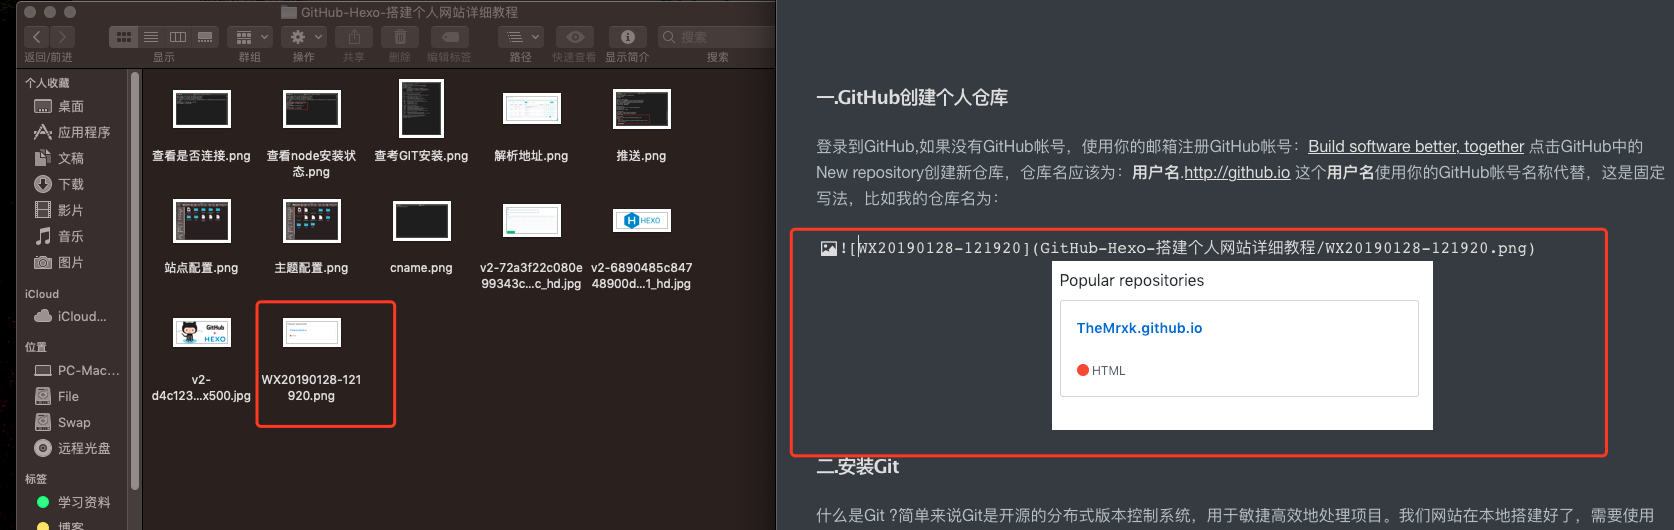 GitHub-Hexo-搭建个人网站详细教程
返回/前进
显示
群组
操作
共享
删除
编辑标签
路径
快速查看
显示简介
搜索
搜索
个人收藏
桌面
应用程序
文稿
下载
影片
音乐
图片
iCloud
iCloud...
位置
PC-Mac...
File
Swap
远程光盘
标签
学习资料
博客
查看是否连接.png
查看node安装状
态.png
查考GIT安装.png
解析地址.png
推送.png
站点配置.png
主题配置.png
cname.png
v2-72a3f22c080e
99343c...c_hd.jpg
v2-6890485c847
48900d...1_hd.jpg
GitHub
HEXO
HEXO
v2-
d4c123...x500.jpg
WX20190128-121
920.png
一.GitHub创建个人仓库
登录到GitHub,如果没有GitHub帐号，使用你的邮箱注册GitHub帐号：Build software better, together 点击GitHub中的
New repository创建新仓库，仓库名应该为：用户名.http://github.io 这个用户名使用你的GitHub帐号名称代替，这是固定
写法，比如我的仓库名为：
![WX20190128-121920](GitHub-Hexo-搭建个人网站详细教程/WX20190128-121920.png)
Popular repositories
TheMrxk.github.io
HTML
二.安装Git
什么是Git ?简单来说Git是开源的分布式版本控制系统，用于敏捷高效地处理项目。我们网站在本地搭建好了，需要使用